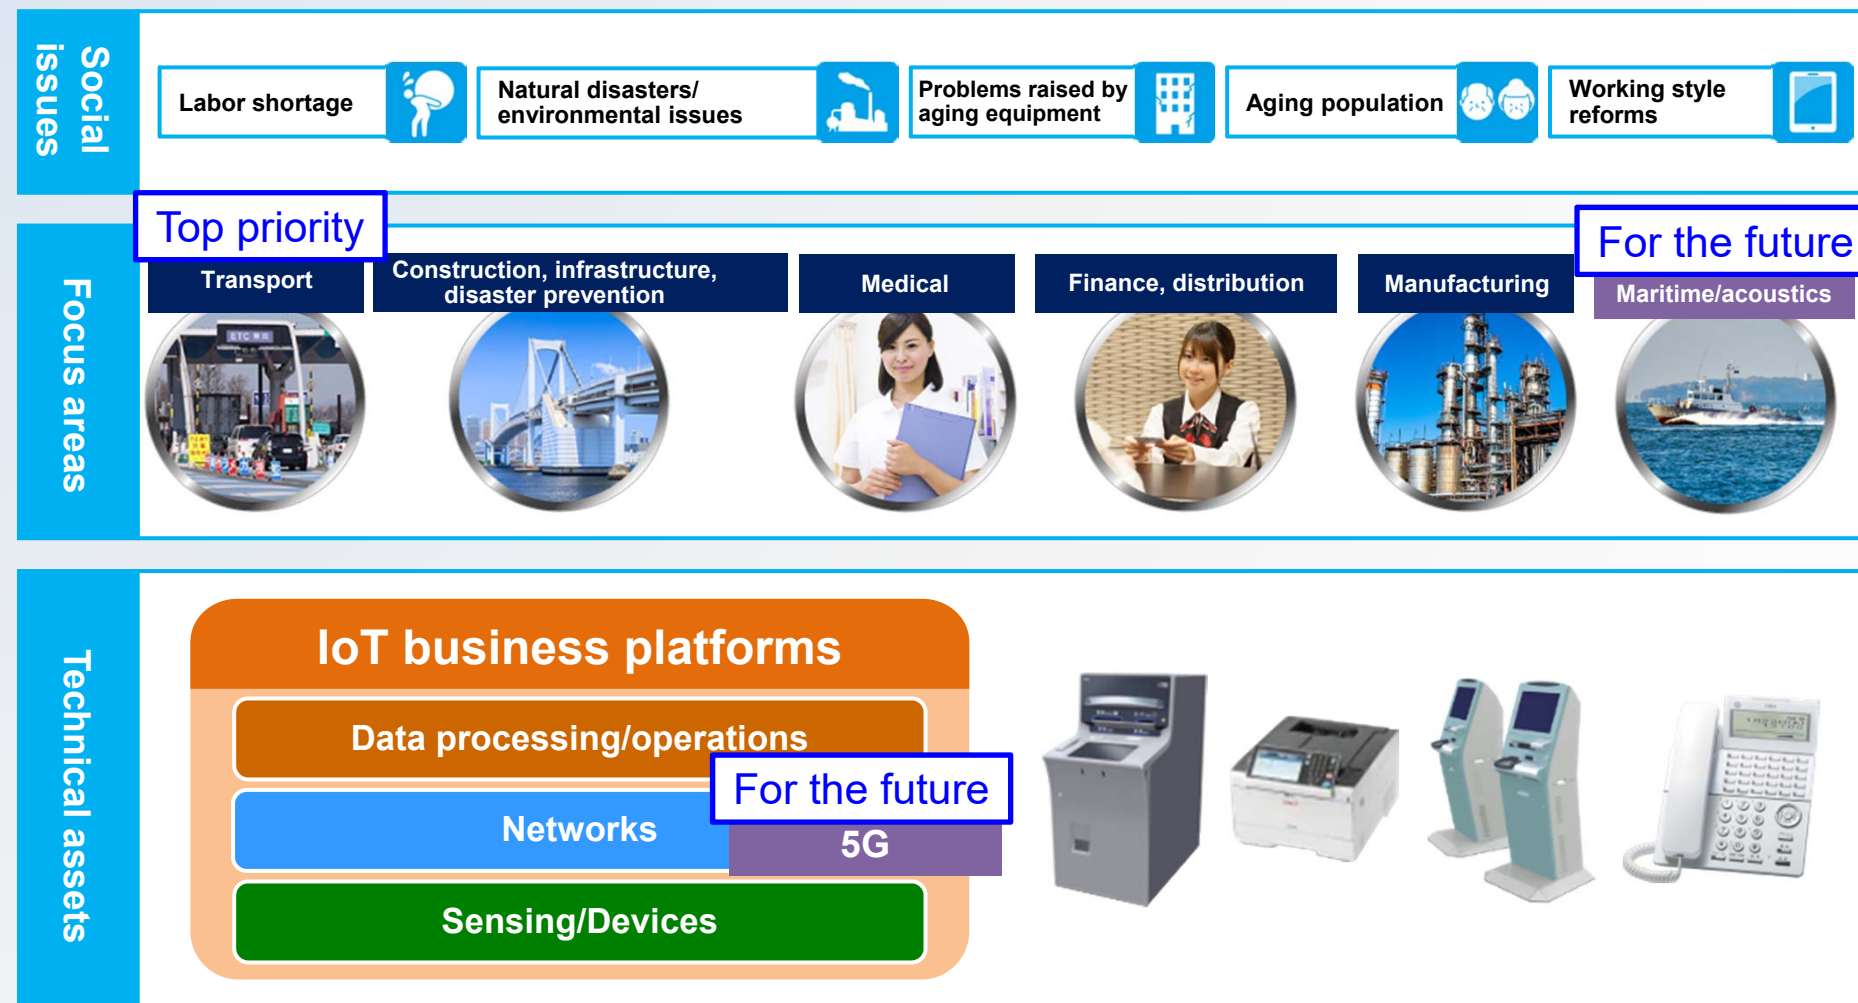 Social
issues
Labor shortage
Natural disasters/
environmental issues
Problems raised by
aging equipment
Aging population
Working style
reforms
Focus areas
Top priority
For the future
Transport
Construction, infrastructure,
disaster prevention
Medical
Finance, distribution
Manufacturing
Maritime/acoustics
ETC
Technical assets
IoT business platforms
Data processing/operations
For the future
Networks
5G
Sensing/Devices